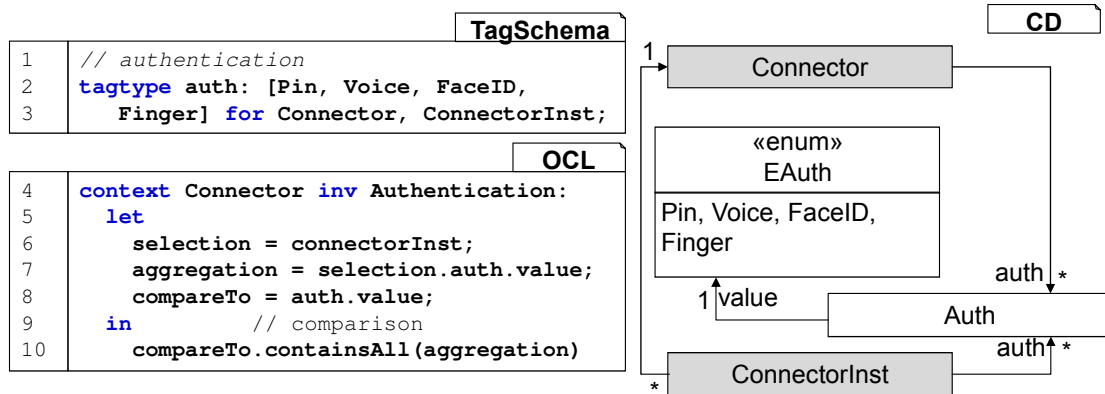 TagSchema
1 // authentication
2 tagtype auth: [Pin, Voice, FaceID,
3 Finger] for Connector, ConnectorInst;
OCL
4 context Connector inv Authentication:
5 let
6 selection = connectorInst;
7 aggregation = selection.auth.value;
8 compareTo = auth.value;
9 in // comparison
10 compareTo.containsAll(aggregation)
CD
1
Connector
«enum»
EAuth
Pin, Voice, FaceID,
Finger
auth *
1 value
Auth
auth *
ConnectorInst
*